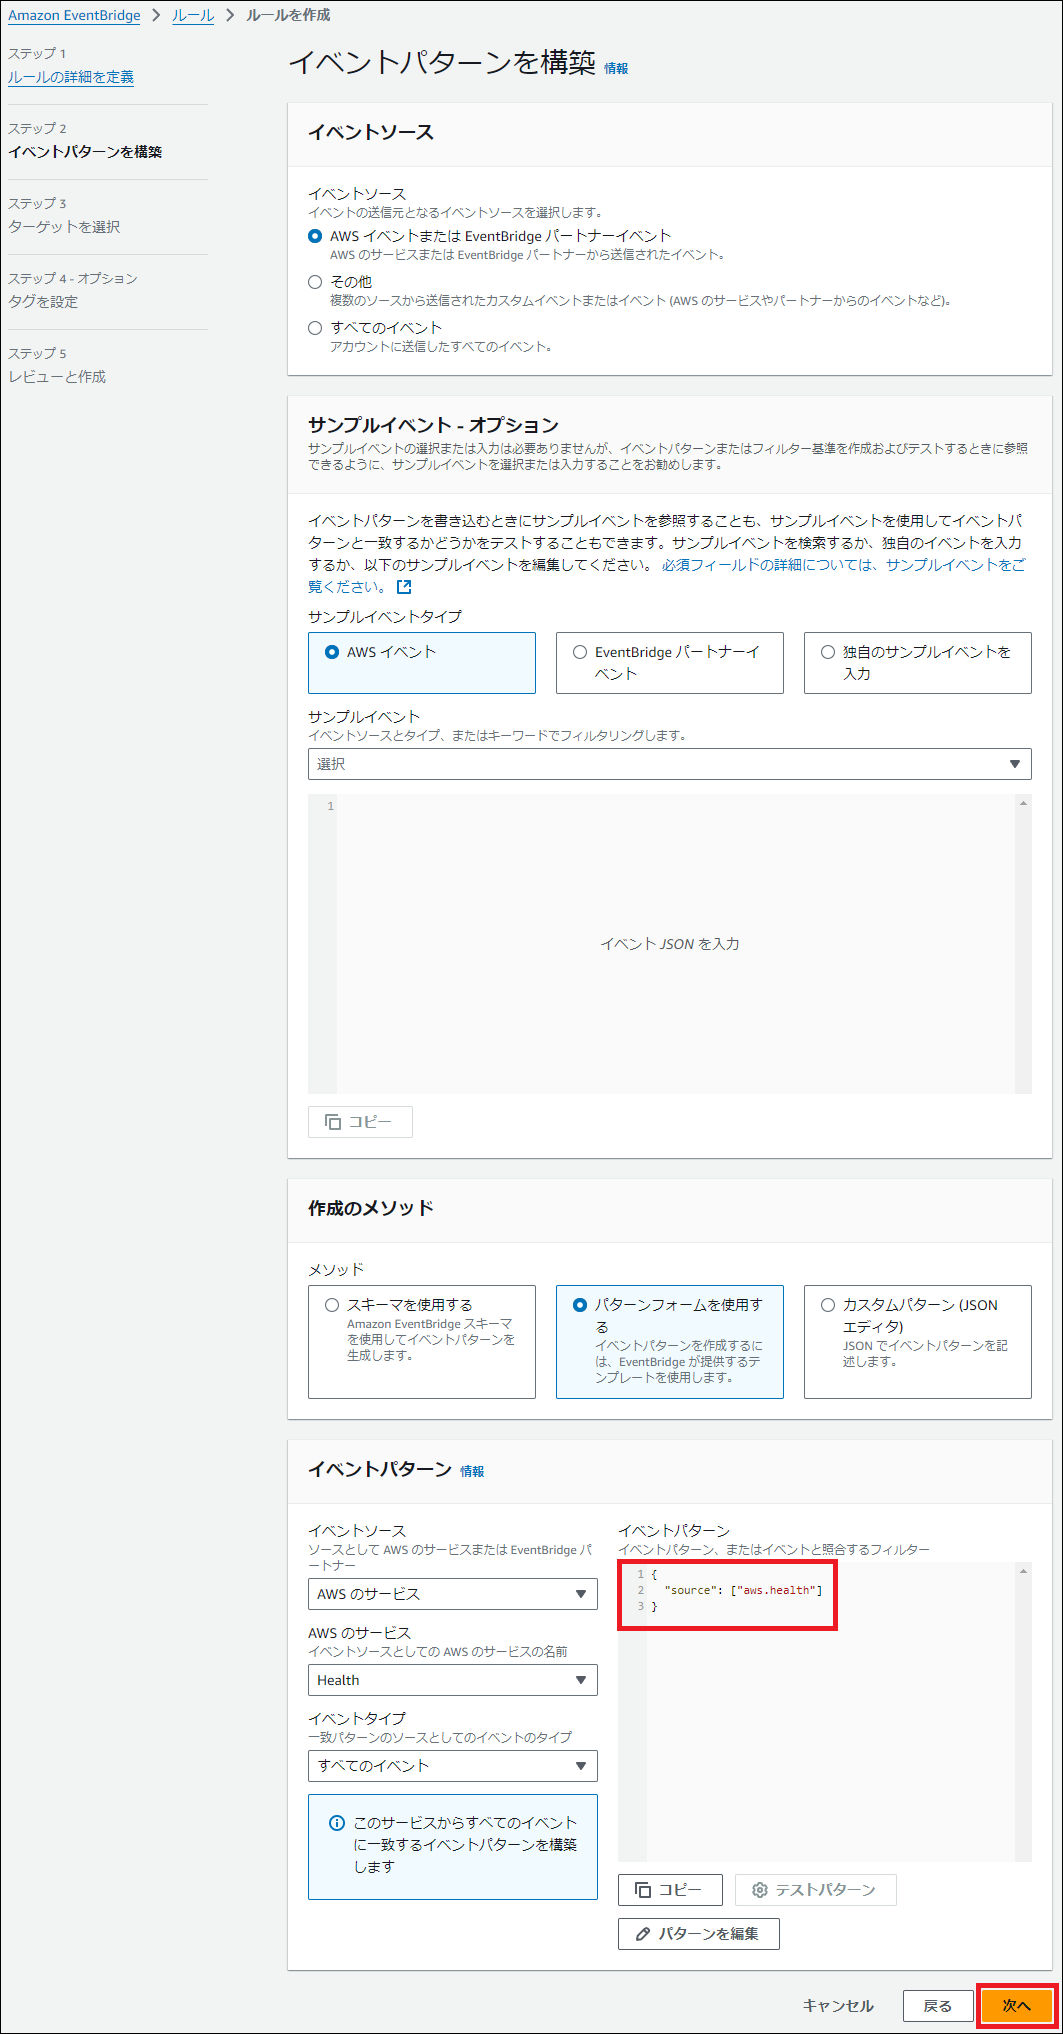 Amazon EventBridge > ルール > ルールを作成
ステップ 1
ルールの詳細を定義
ステップ 2
イベントパターンを構築
ステップ 3
ターゲットを選択
ステップ 4 - オプション
タグを設定
ステップ 5
レビューと作成
イベントパターンを構築 情報
イベントソース
イベントソース
イベントの送信元となるイベントソースを選択します。
AWS イベントまたは EventBridge パートナーイベント
AWS のサービスまたは EventBridge パートナーから送信されたイベント。
その他
複数のソースから送信されたカスタムイベントまたはイベント (AWS のサービスやパートナーからのイベントなど)。
すべてのイベント
アカウントに送信したすべてのイベント。
サンプルイベント - オプション
サンプルイベントの選択または入力は必要ありませんが、イベントパターンまたはフィルター基準を作成およびテストするときに参照
できるように、サンプルイベントを選択または入力することをお勧めします。
イベントパターンを書き込むときにサンプルイベントを参照することも、サンプルイベントを使用してイベントパ
ターンと一致するかどうかをテストすることもできます。サンプルイベントを検索するか、独自のイベントを入力
するか、以下のサンプルイベントを編集してください。 必須フィールドの詳細については、サンプルイベントをご
覧ください。
サンプルイベントタイプ
AWS イベント
EventBridge パートナーイ
ベント
独自のサンプルイベントを
入力
サンプルイベント
イベントソースとタイプ、またはキーワードでフィルタリングします。
選択
1
イベント JSON を入力
コピー
作成のメソッド
メソッド
スキーマを使用する
Amazon EventBridge スキーマ
を使用してイベントパターンを
生成します。
パターンフォームを使用す
る
イベントパターンを作成するに
は、EventBridge が提供するテ
ンプレートを使用します。
カスタムパターン (JSON
エディタ)
JSON でイベントパターンを記
述します。
イベントパターン 情報
イベントソース
ソースとして AWS のサービスまたは EventBridge パ
ートナー
AWS のサービス
AWS のサービス
イベントソースとしての AWS のサービスの名前
Health
イベントタイプ
一致パターンのソースとしてのイベントのタイプ
すべてのイベント
このサービスからすべてのイベント
に一致するイベントパターンを構築
します
イベントパターン
イベントパターン、またはイベントと照合するフィルター
1 {
2 "source": ["aws.health"]
3 }
コピー
テストパターン
パターンを編集
キャンセル
戻る
次へ